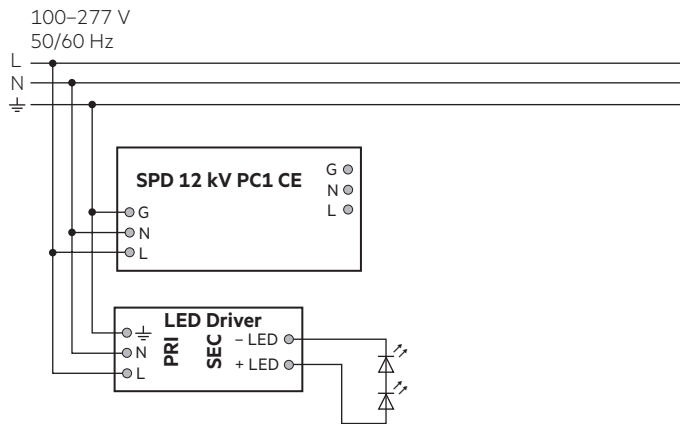 100–277 V
50/60 Hz
L
N
SPD 12 kV PC1 CE
G
N
L
G
N
L
LED Driver
PRI
SEC
N
L
– LED
+ LED